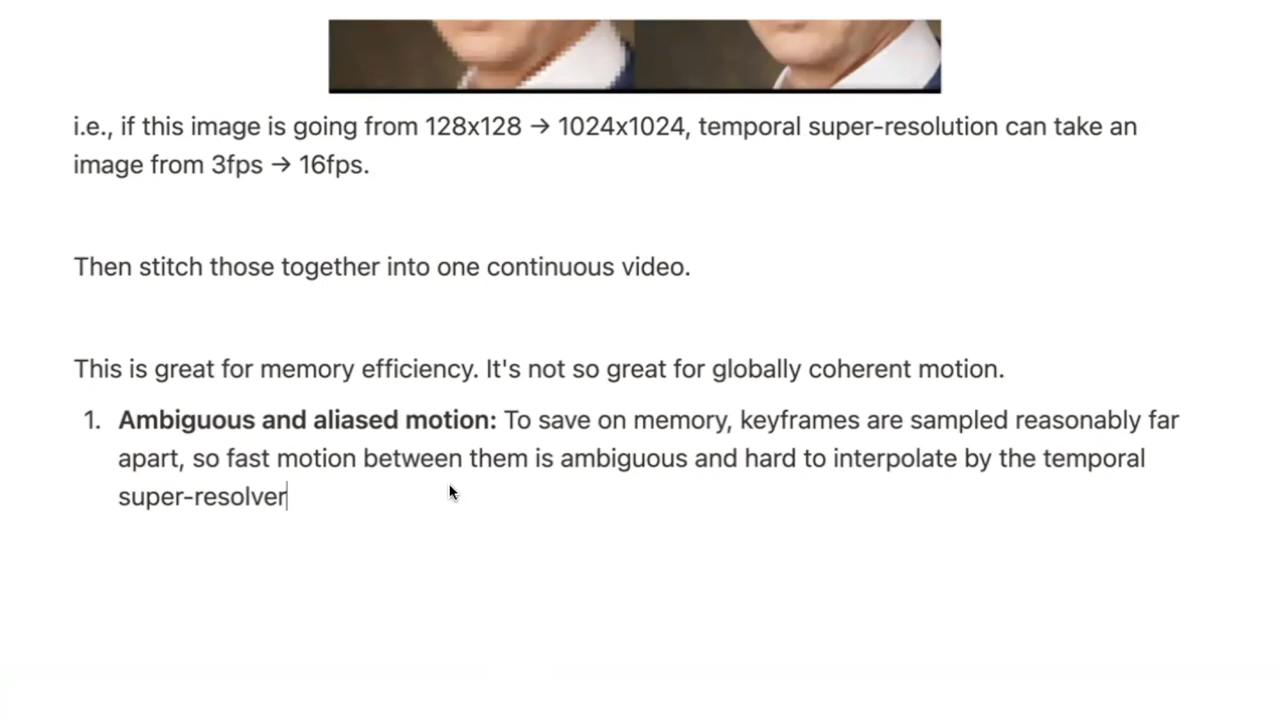 i.e., if this image is going from 128x128 → 1024x1024, temporal super-resolution can take an
image from 3fps → 16fps.
Then stitch those together into one continuous video.
This is great for memory efficiency. It's not so great for globally coherent motion.
1. Ambiguous and aliased motion: To save on memory, keyframes are sampled reasonably far
apart, so fast motion between them is ambiguous and hard to interpolate by the temporal
super-resolver